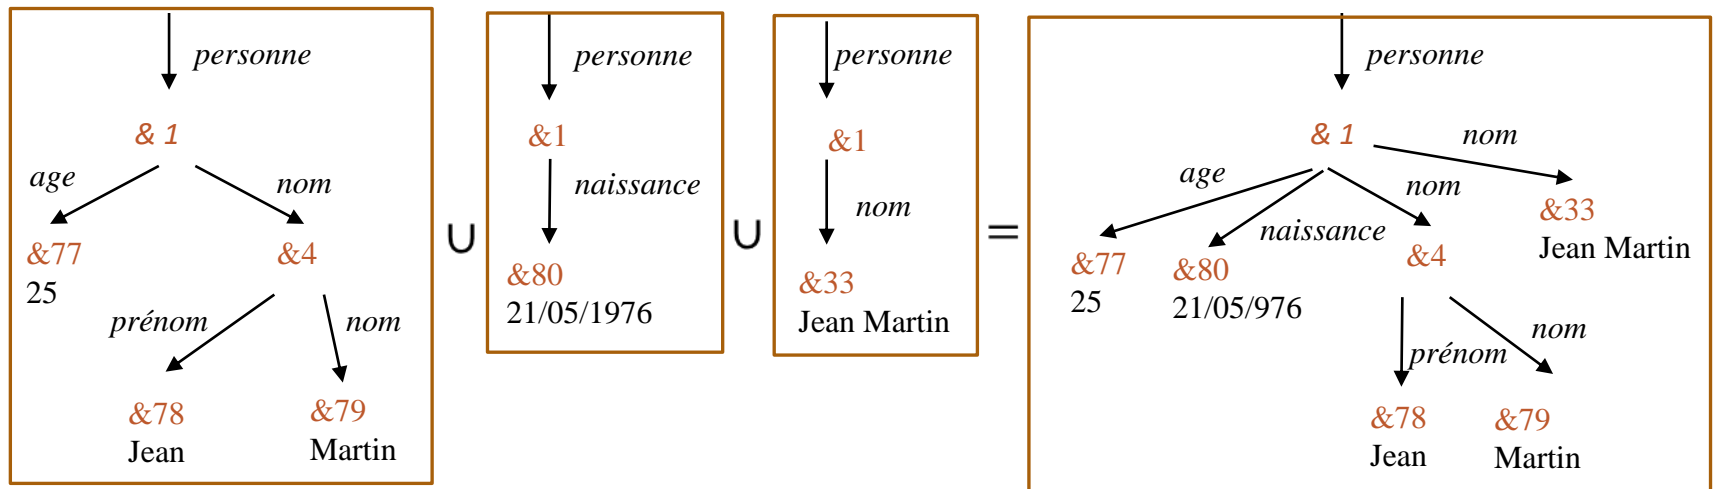 personne
& 1
age
nom
&77
25
&4
prénom
nom
&78
Jean
&79
Martin
∪
personne
&1
naissance
&80
21/05/1976
∪
personne
&1
nom
&33
Jean Martin
=
personne
& 1
nom
age
nom
naissance
&33
Jean Martin
&77
25
&80
21/05/976
&4
prénom
nom
&78
Jean
&79
Martin